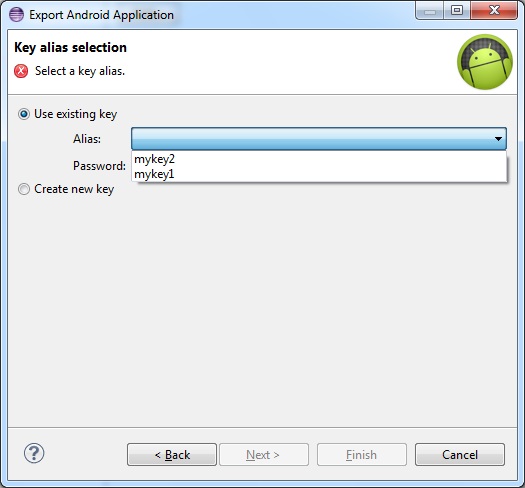 Export Android Application
Key alias selection
Select a key alias.
Use existing key
Alias:
mykey2
Password:
mykey1
Create new key
?
< Back
Next >
Finish
Cancel